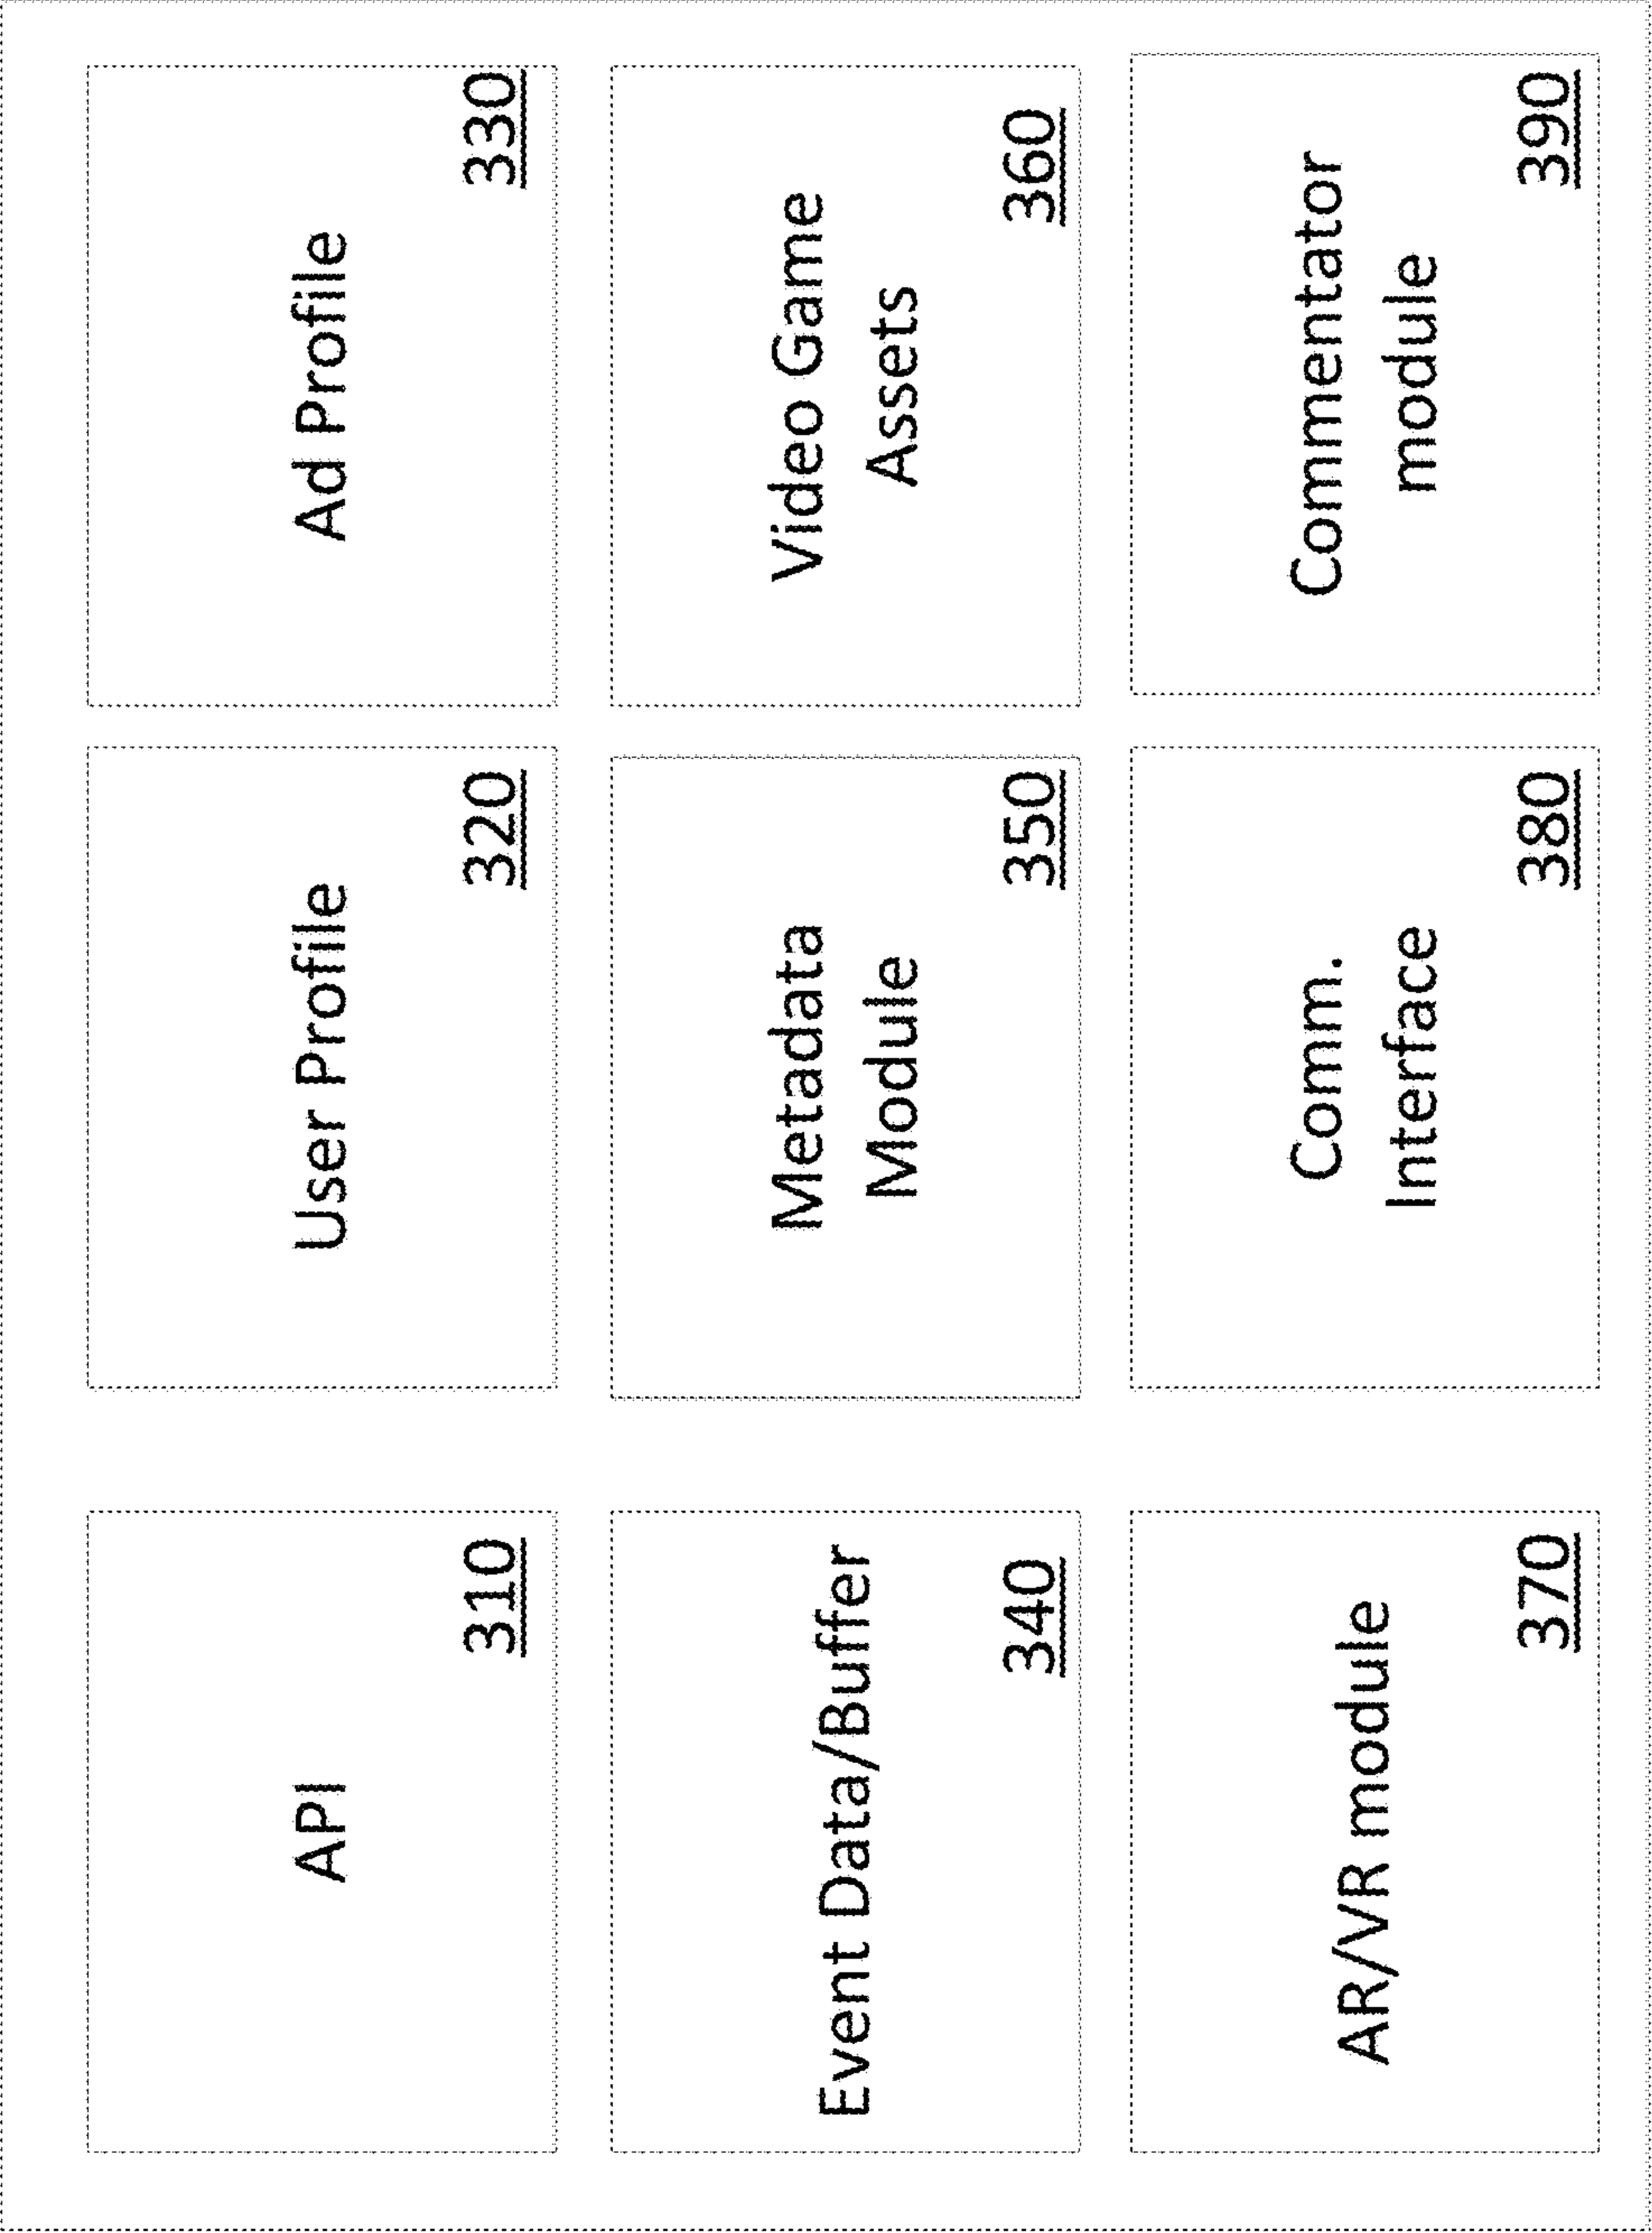 API
310
User Profile
320
Ad Profile
330
Event Data/Buffer
340
Metadata
Module
350
Video Game
Assets
360
AR/VR module
370
Comm.
Interface
380
Commentator
module
390